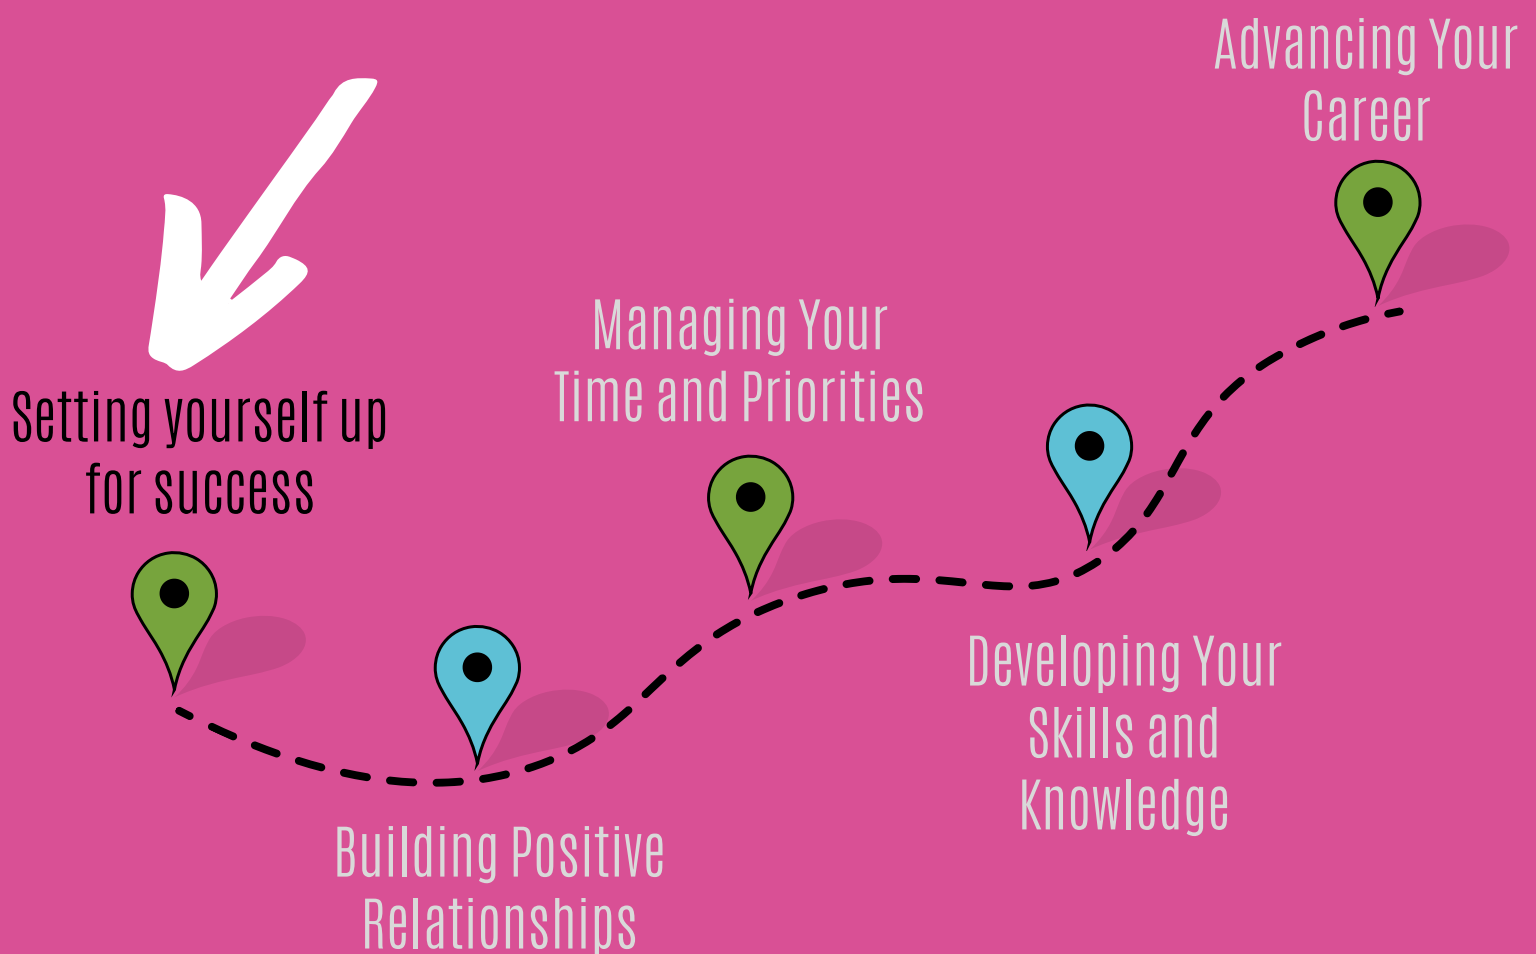 Setting yourself up
for success
Building Positive
Relationships
Managing Your
Time and Priorities
Developing Your
Skills and
Knowledge
Advancing Your
Career